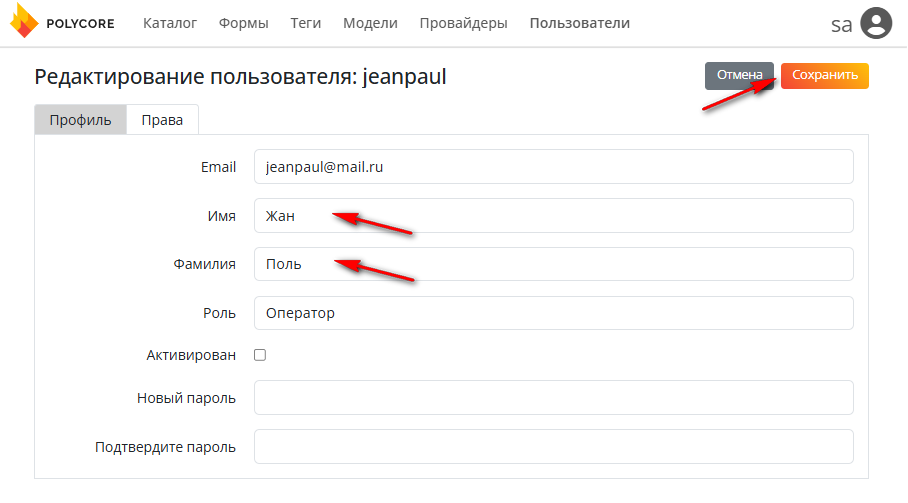 POLYCORE Каталог Формы Теги Модели Провайдеры Пользователи sa
Редактирование пользователя: jeanpaul Отмена Сохранить
Профиль Права
Email jeanpaul@mail.ru
Имя Жан
Фамилия Поль
Роль Оператор
Активирован
Новый пароль
Подтвердите пароль